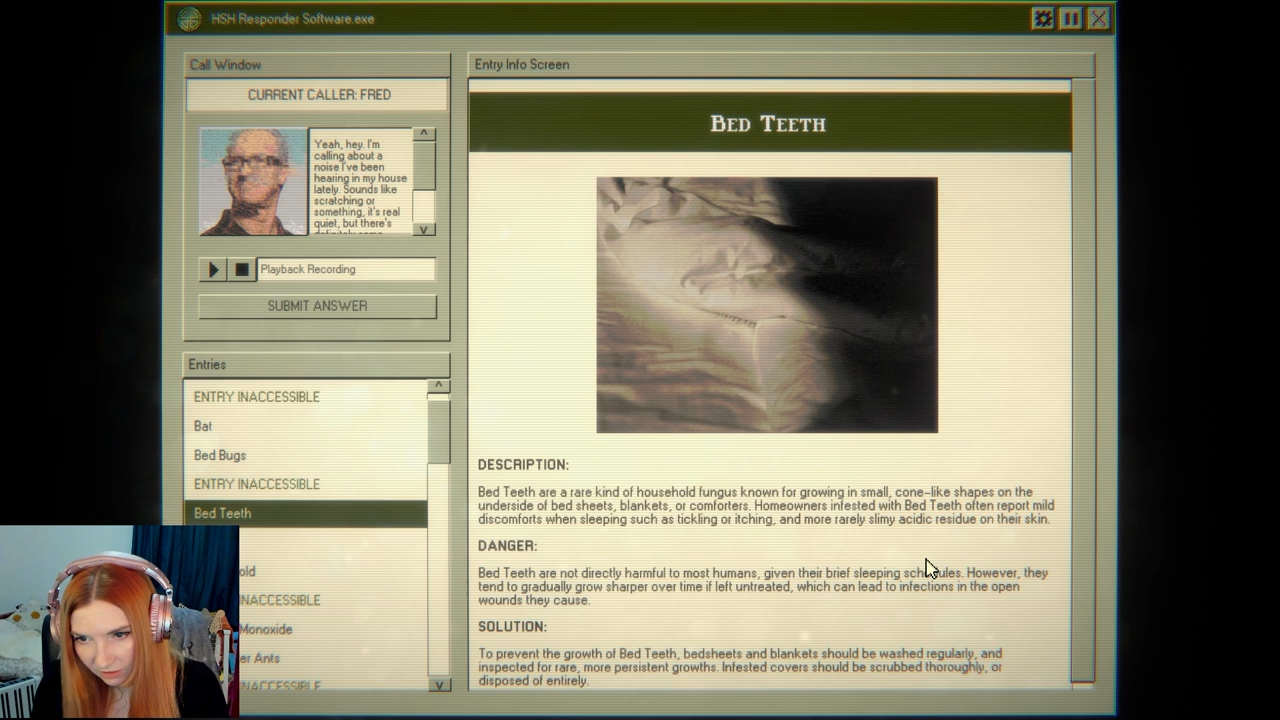 HSH Responder Software.exe
Call Window
CURRENT CALLER: FRED
Yeah, hey. I'm
calling about a
noise I've been
hearing in my house
lately. Sounds like
scratching or
something, it's real
quiet, but there's
definitely some
Playback Recording
SUBMIT ANSWER
Entries
ENTRY INACCESSIBLE
Bat
Bed Bugs
ENTRY INACCESSIBLE
Bed Teeth
old
INACCESSIBLE
Monoxide
er Ants
INACCESSIBLE
Entry Info Screen
Bed Teeth
DESCRIPTION:
Bed Teeth are a rare kind of household fungus known for growing in small, cone-like shapes on the
underside of bed sheets, blankets, or comforters. Homeowners infested with Bed Teeth often report mild
discomforts when sleeping such as tickling or itching, and more rarely slimy acidic residue on their skin.
DANGER:
Bed Teeth are not directly harmful to most humans, given their brief sleeping schedules. However, they
tend to gradually grow sharper over time if left untreated, which can lead to infections in the open
wounds they cause.
SOLUTION:
To prevent the growth of Bed Teeth, bedsheets and blankets should be washed regularly, and
inspected for rare, more persistent growths. Infested covers should be scrubbed thoroughly, or
disposed of entirely.